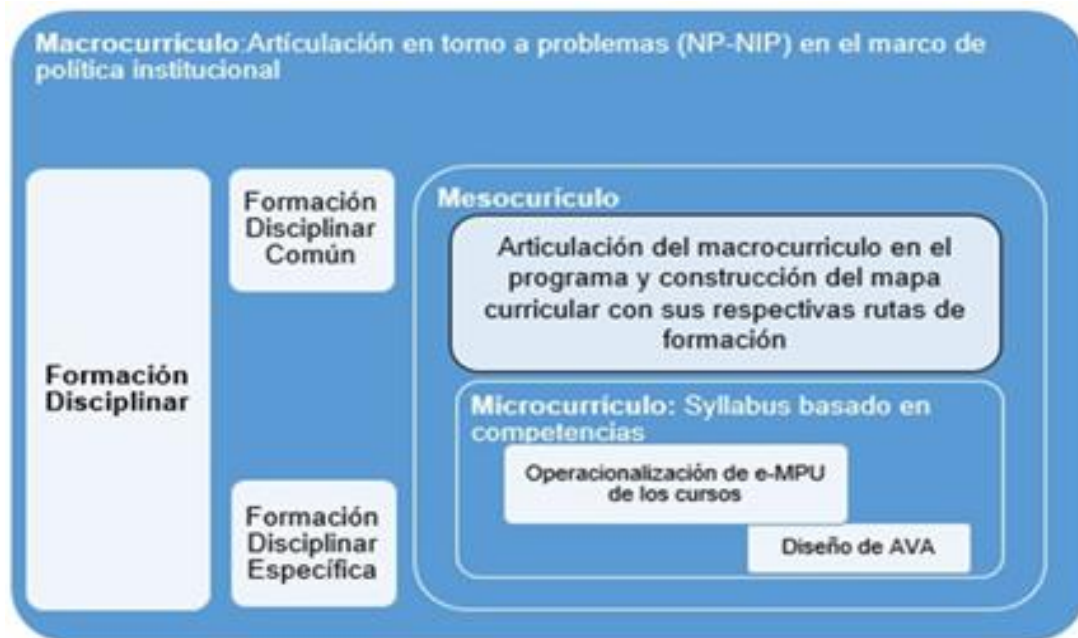 Macrocurrículo:Artículación en torno a problemas (NP-NIP) en el marco de
política institucional
Formación
Disciplinar
Formación
Disciplinar
Común
Formación
Disciplinar
Específica
Mesocurículo
Articulación del macrocurriculo en el
programa y construcción del mapa
curricular con sus respectivas rutas de
formación
Microcurrículo: Syllabus basado en
competencias
Operacionalización de e-MPU
de los cursos
Diseño de AVA